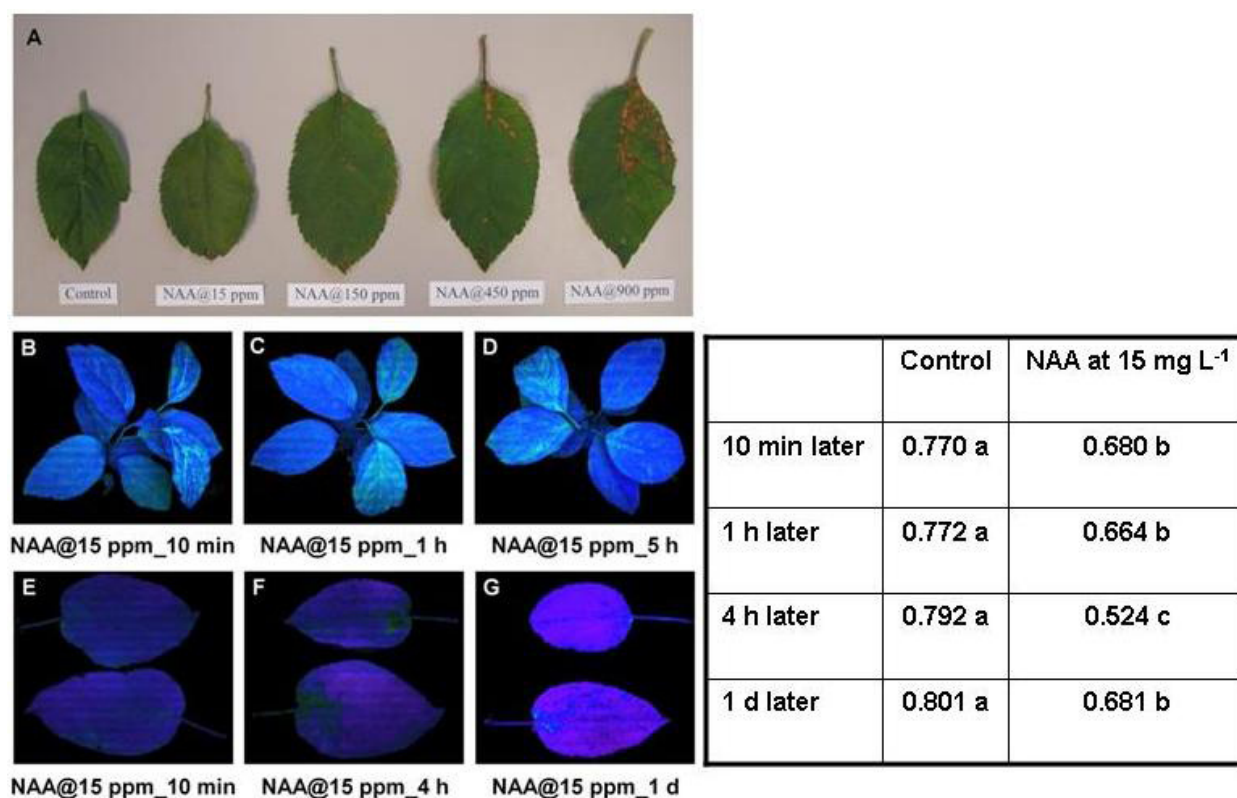 A
Control
NAA@15 ppm
NAA@150 ppm
NAA@450 ppm
NAA@900 ppm
B
C
D
NAA@15 ppm_10 min
NAA@15 ppm_1 h
NAA@15 ppm_5 h
E
F
G
NAA@15 ppm_10 min
NAA@15 ppm_4 h
NAA@15 ppm_1 d
Control NAA at 15 mg L⁻¹
10 min later 0.770 a 0.680 b
1 h later 0.772 a 0.664 b
4 h later 0.792 a 0.524 c
1 d later 0.801 a 0.681 b